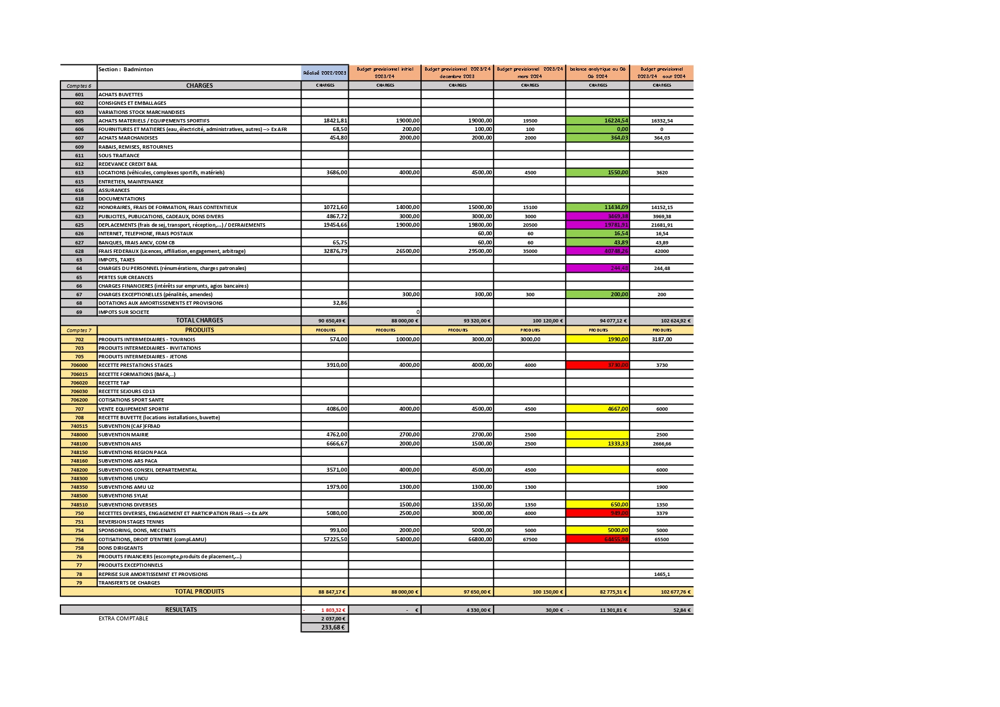 Section : Badminton | Réalisé 2022/2023 | Budget previsionnel initial 2023/24 | Budget previsionnel 2023/24 decembre 2023 | Budget previsionnel 2023/24 mars 2024 | balance analytique au 06 06 2024 | Budget previsionnel 2023/24 aout 2024
Comptes 6 | CHARGES | CHARGES | CHARGES | CHARGES | CHARGES | CHARGES | CHARGES
601 ACHATS BUVETTES
602 CONSIGNES ET EMBALLAGES
603 VARIATIONS STOCK MARCHANDISES
605 ACHATS MATERIELS / EQUIPEMENTS SPORTIFS 18421,81 19000,00 19000,00 19500 16224,54 16332,54
606 FOURNITURES ET MATIERES (eau, électricité, administratives, autres) --> Ex AFR 68,50 200,00 100,00 100 0,00 0
607 ACHATS MARCHANDISES 454,80 2000,00 2000,00 2000 364,03 364,03
609 RABAIS, REMISES, RISTOURNES
611 SOUS TRAITANCE
612 REDEVANCE CREDIT BAIL
613 LOCATIONS (véhicules, complexes sportifs, matériels) 3686,00 4000,00 4500,00 4500 1550,00 3620
615 ENTRETIEN, MAINTENANCE
616 ASSURANCES
618 DOCUMENTATIONS
622 HONORAIRES, FRAIS DE FORMATION, FRAIS CONTENTIEUX 10721,60 14000,00 15000,00 15100 11434,09 14152,15
623 PUBLICITES, PUBLICATIONS, CADEAUX, DONS DIVERS 4867,72 3000,00 3000,00 3000 3469,38 3969,38
625 DEPLACEMENTS (frais de sej, transport, réception,...) / DEFRAIEMENTS 19454,66 19000,00 19800,00 20500 19781,91 21681,91
626 INTERNET, TELEPHONE, FRAIS POSTAUX 60,00 60 16,54 16,54
627 BANQUES, FRAIS ANCV, COM CB 65,75 60,00 60 43,89 43,89
628 FRAIS FEDERAUX (Licences, affiliation, engagement, arbitrage) 32876,79 26500,00 29500,00 35000 40748,26 42000
63 IMPOTS, TAXES
64 CHARGES DU PERSONNEL (rénumérations, charges patronales) 244,48 244,48
65 PERTES SUR CREANCES
66 CHARGES FINANCIERES (intérêts sur emprunts, agios bancaires)
67 CHARGES EXCEPTIONELLES (pénalités, amendes) 300,00 300,00 300 200,00 200
68 DOTATIONS AUX AMORTISSEMENTS ET PROVISIONS 32,86
69 IMPOTS SUR SOCIETE 0
TOTAL CHARGES 90 650,49 € 88 000,00 € 93 320,00 € 100 120,00 € 94 077,12 € 102 624,92 €
Comptes 7 | PRODUITS | PRODUITS | PRODUITS | PRODUITS | PRODUITS | PRODUITS | PRODUITS
702 PRODUITS INTERMEDIAIRES - TOURNOIS 574,00 10000,00 3000,00 3000,00 1990,00 3187,00
703 PRODUITS INTERMEDIAIRES - INVITATIONS
705 PRODUITS INTERMEDIAIRES - JETONS
706000 RECETTE PRESTATIONS STAGES 3910,00 4000,00 4000,00 4000 3730,00 3730
706015 RECETTE FORMATIONS (BAFA,...)
706020 RECETTE TAP
706030 RECETTE SEJOURS CD13
706200 COTISATIONS SPORT SANTE
707 VENTE EQUIPEMENT SPORTIF 4086,00 4000,00 4500,00 4500 4667,00 6000
708 RECETTE BUVETTE (locations installations, buvette)
740515 SUBVENTION (CAF)FFBAD
748000 SUBVENTION MAIRIE 4762,00 2700,00 2700,00 2500 2500
748100 SUBVENTION ANS 6666,67 2000,00 1500,00 2500 1333,33 2666,66
748150 SUBVENTIONS REGION PACA
748160 SUBVENTIONS ARS PACA
748200 SUBVENTIONS CONSEIL DEPARTEMENTAL 3571,00 4000,00 4500,00 4500 6000
748300 SUBVENTIONS UNCU
748350 SUBVENTIONS AMU U2 1979,00 1300,00 1300,00 1300 1900
748500 SUBVENTIONS SYLAE
748510 SUBVENTIONS DIVERSES 1500,00 1350,00 1350 650,00 1350
750 RECETTES DIVERSES, ENGAGEMENT ET PARTICIPATION FRAIS --> Ex APX 5080,00 2500,00 3000,00 4000 949,00 3379
751 REVERSION STAGES TENNIS
754 SPONSORING, DONS, MECENATS 993,00 2000,00 5000,00 5000 5000,00 5000
756 COTISATIONS, DROIT D'ENTREE (compl.AMU) 57225,50 54000,00 66800,00 67500 64455,98 65500
758 DONS DIRIGEANTS
76 PRODUITS FINANCIERS (escompte,produits de placement,...)
77 PRODUITS EXCEPTIONNELS
78 REPRISE SUR AMORTISSEMNT ET PROVISIONS 1465,1
79 TRANSFERTS DE CHARGES
TOTAL PRODUITS 88 847,17 € 88 000,00 € 97 650,00 € 100 150,00 € 82 775,31 € 102 677,76 €
RESULTATS - 1 803,32 € - € 4 330,00 € 30,00 € - 11 301,81 € 52,84 €
EXTRA COMPTABLE 2 037,00 €
233,68 €